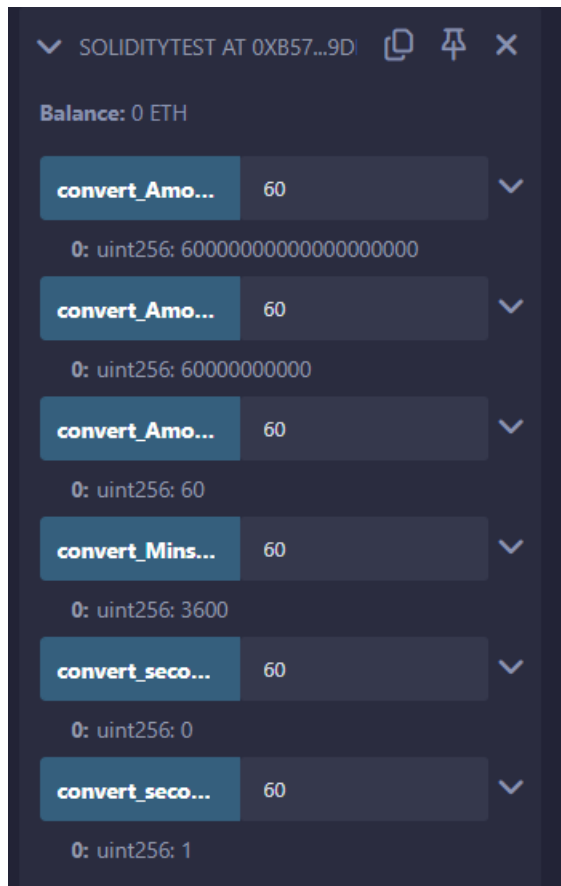 SOLIDITYTEST AT 0XB57...9D
Balance: 0 ETH
convert_Amo... 60
0: uint256: 60000000000000000000
convert_Amo... 60
0: uint256: 60000000000
convert_Amo... 60
0: uint256: 60
convert_Mins... 60
0: uint256: 3600
convert_seco... 60
0: uint256: 0
convert_seco... 60
0: uint256: 1